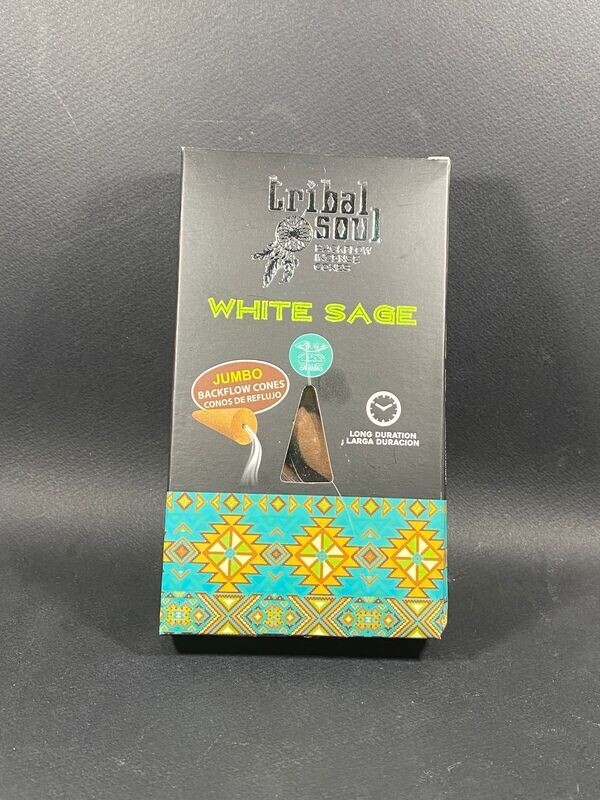 tribal
soul
BACKFLOW
INCENSE
CONES
WHITE SAGE
JUMBO
BACKFLOW CONES
CONOS DE REFLUJO
LONG DURATION
LARGA DURACION